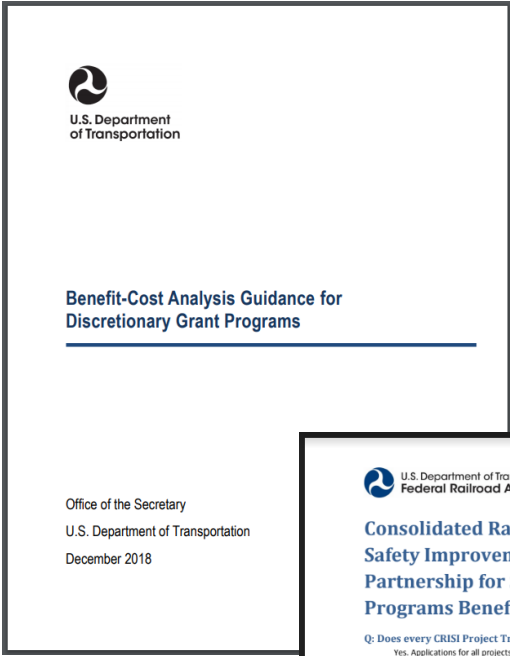 U.S. Department
of Transportation
Benefit-Cost Analysis Guidance for
Discretionary Grant Programs
Office of the Secretary
U.S. Department of Transportation
December 2018
U.S. Department of Tra
Federal Railroad A
Consolidated Ra
Safety Improven
Partnership for
Programs Benef
Q: Does every CRISI Project Tr
Yes. Applications for all projects